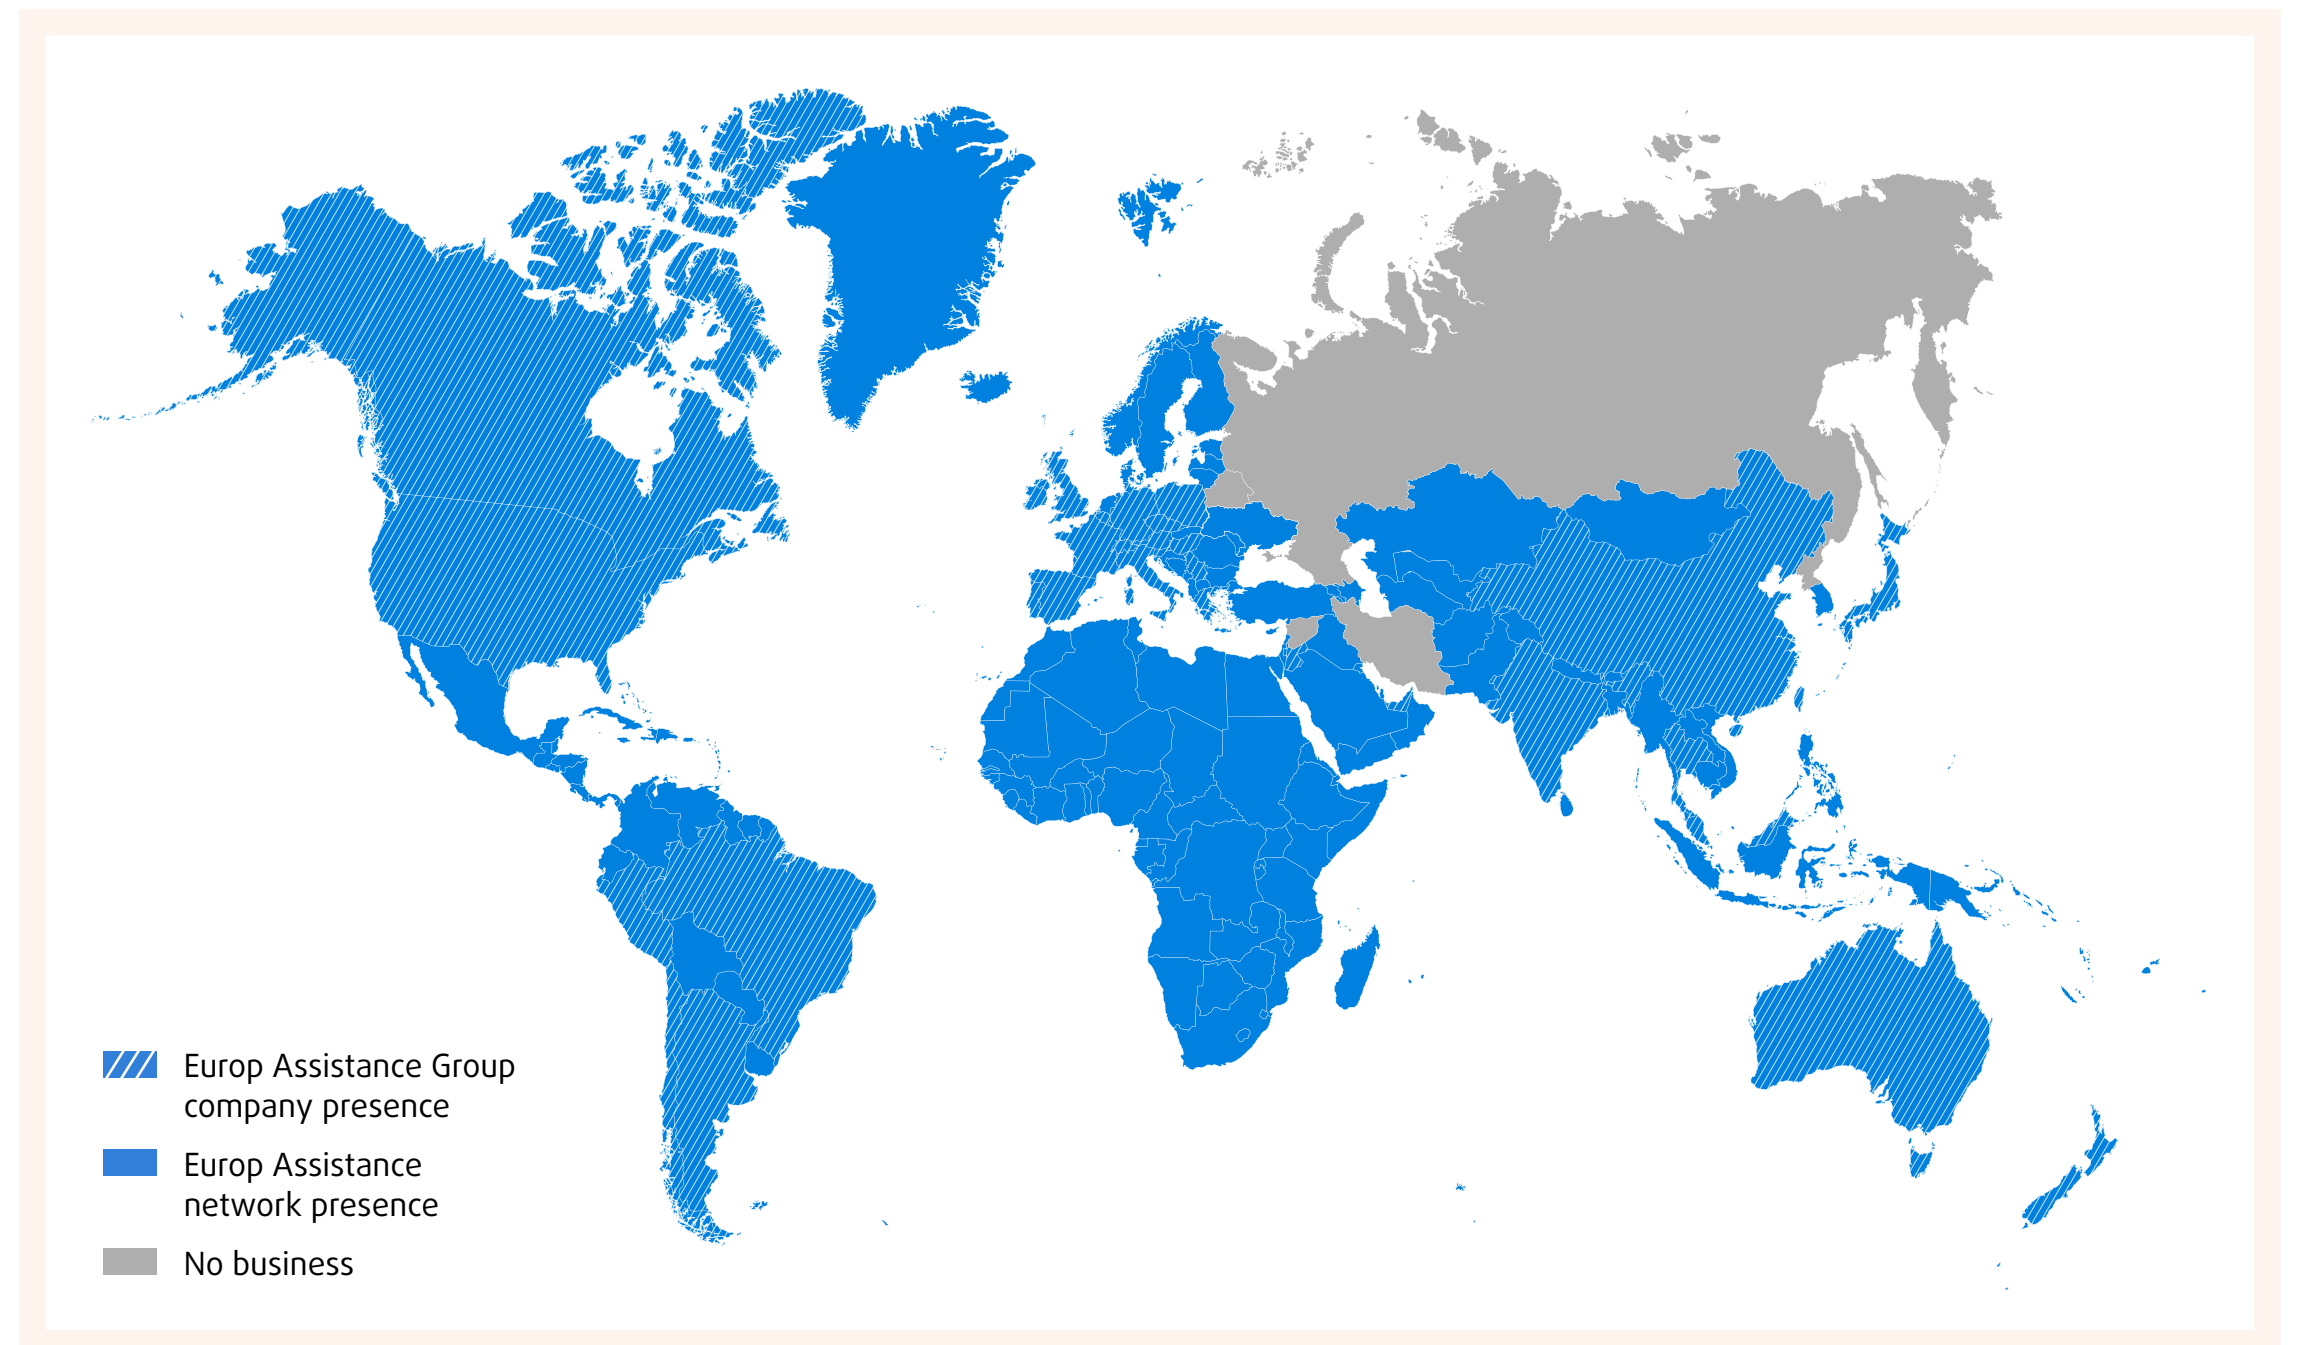 Europ Assistance Group
company presence
Europ Assistance
network presence
No business